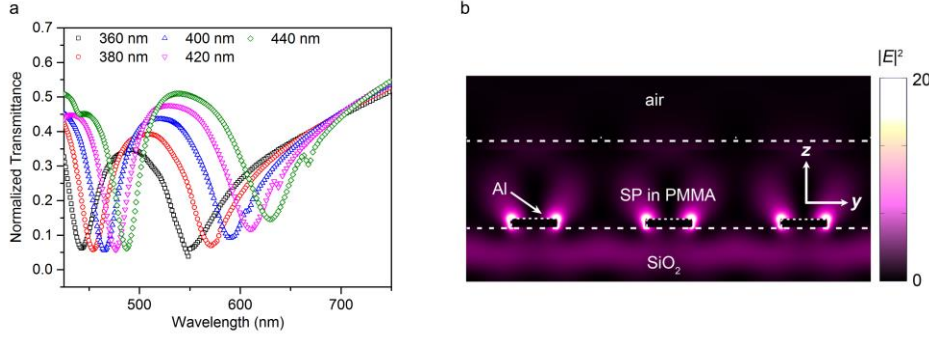 a
0.7
0.6
0.5
0.4
0.3
0.2
0.1
0.0
Normalized Transmittance
360 nm 400 nm 440 nm
380 nm 420 nm
500 600 700
Wavelength (nm)
b
air
Al
SP in PMMA
z
y
SiO₂
|E|²
20
0